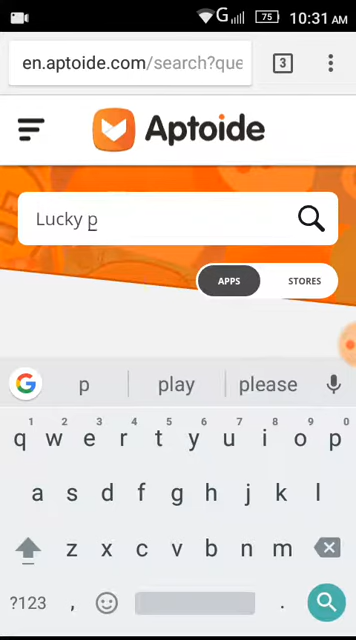 G 75 10:31 AM
en.aptoide.com/search?que 3
Aptoide
Lucky p
APPS STORES
G p play please
1 2 3 4 5 6 7 8 9 0
q w e r t y u i o p
a s d f g h j k l
z x c v b n m
?123 , .